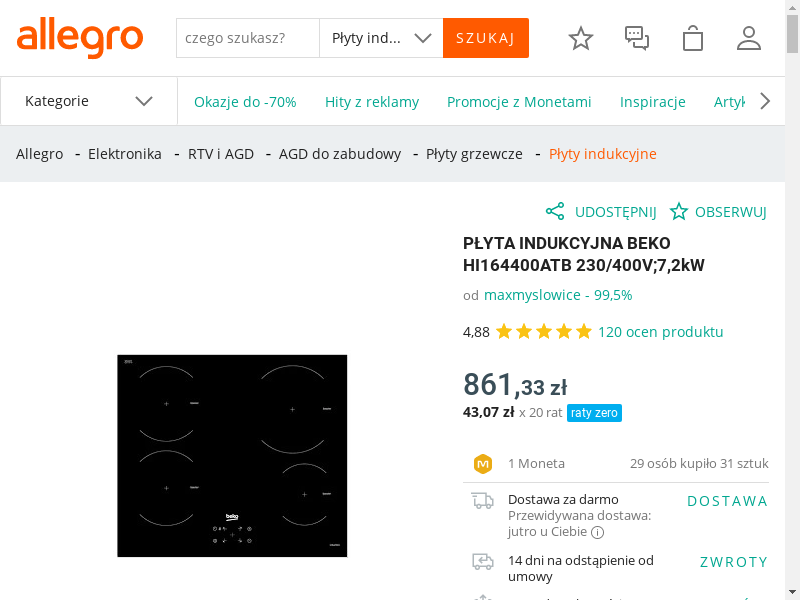 allegro
czego szukasz?
Płyty ind...
SZUKAJ
Kategorie
Okazje do -70%
Hity z reklamy
Promocje z Monetami
Inspiracje
Artyk
Allegro - Elektronika - RTV i AGD - AGD do zabudowy - Płyty grzewcze - Płyty indukcyjne
UDOSTĘPNIJ
OBSERWUJ
PŁYTA INDUKCYJNA BEKO
HI164400ATB 230/400V;7,2kW
od maxmyslowice - 99,5%
4,88
120 ocen produktu
861,33 zł
43,07 zł x 20 rat raty zero
1 Moneta
29 osób kupiło 31 sztuk
Dostawa za darmo
Przewidywana dostawa:
jutro u Ciebie
DOSTAWA
14 dni na odstąpienie od
umowy
ZWROTY
beko